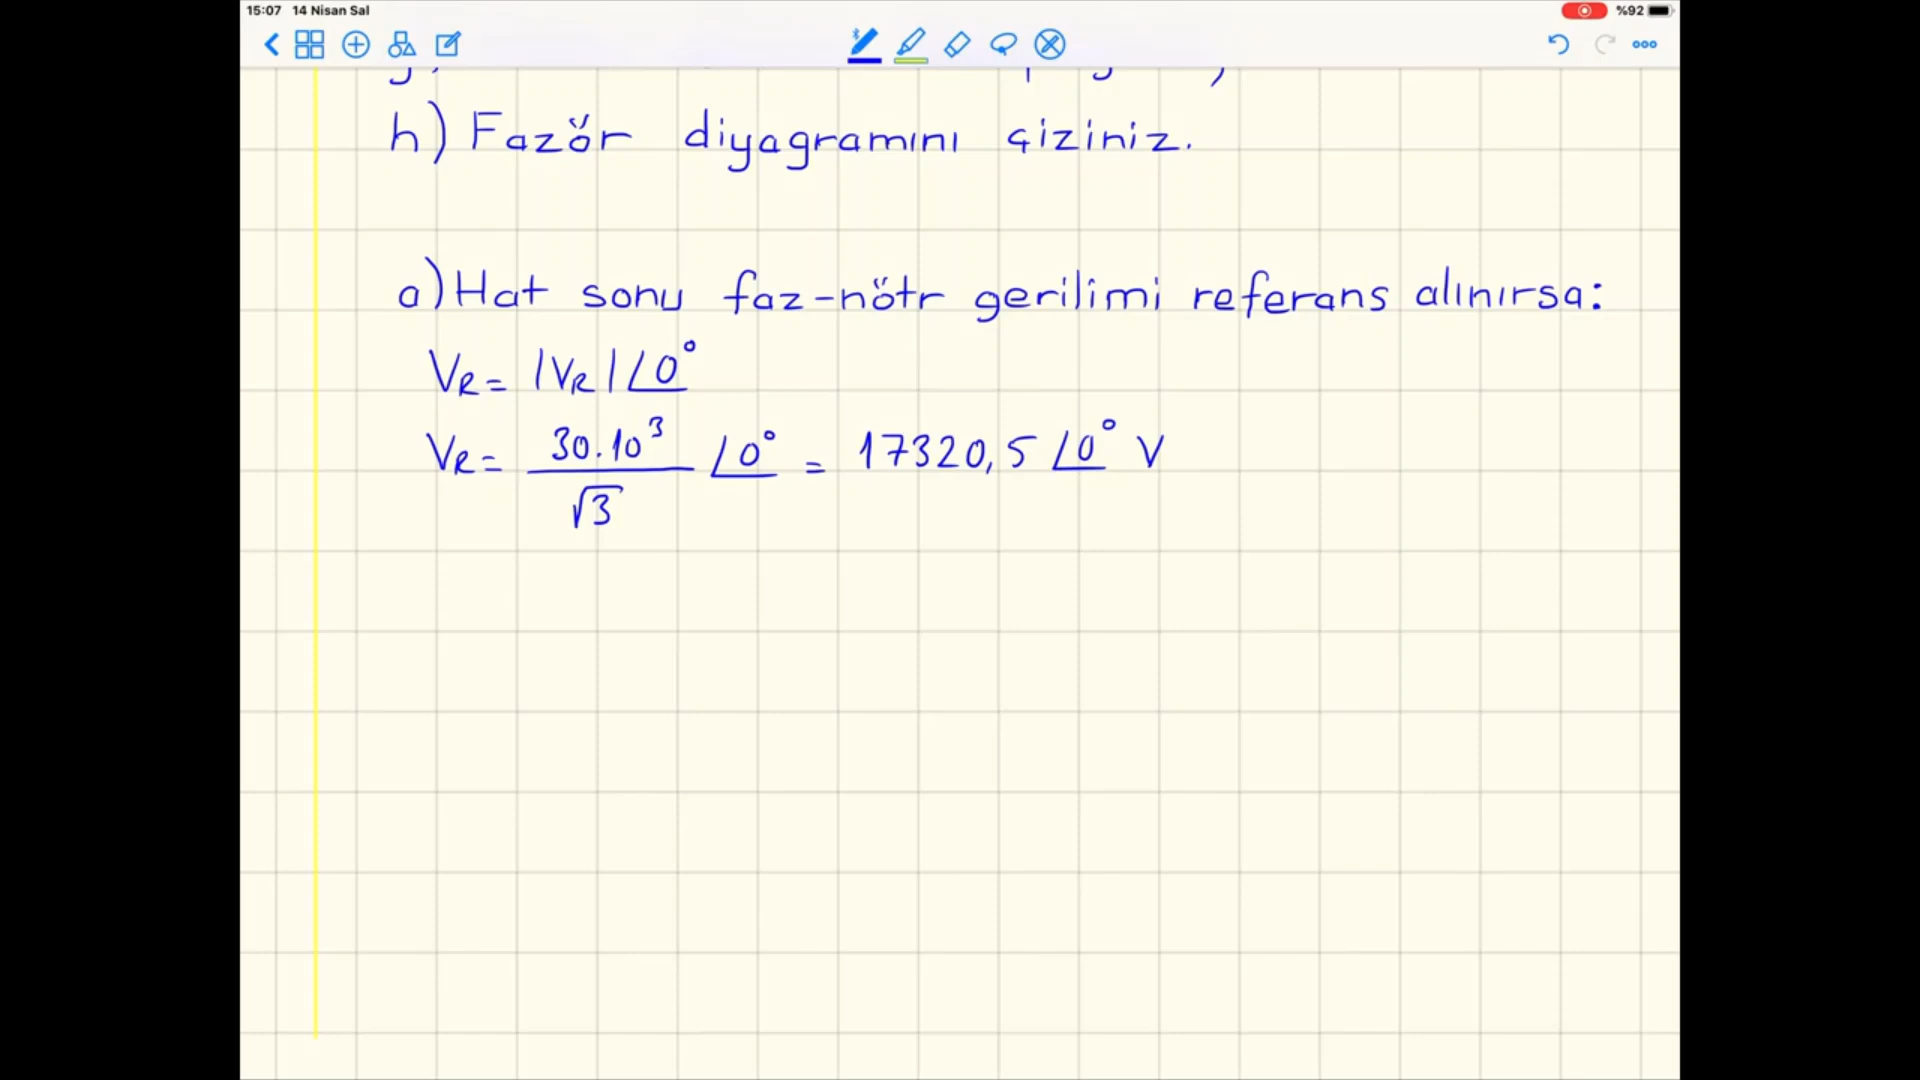 15:07 14 Nisan Sal %92
h) Fazör diyagramını çiziniz.
a) Hat sonu faz-nötr gerilimi referans alınırsa:
VR = |VR| ∠0°
VR = 30.10³ / √3 ∠0° = 17320,5 ∠0° V